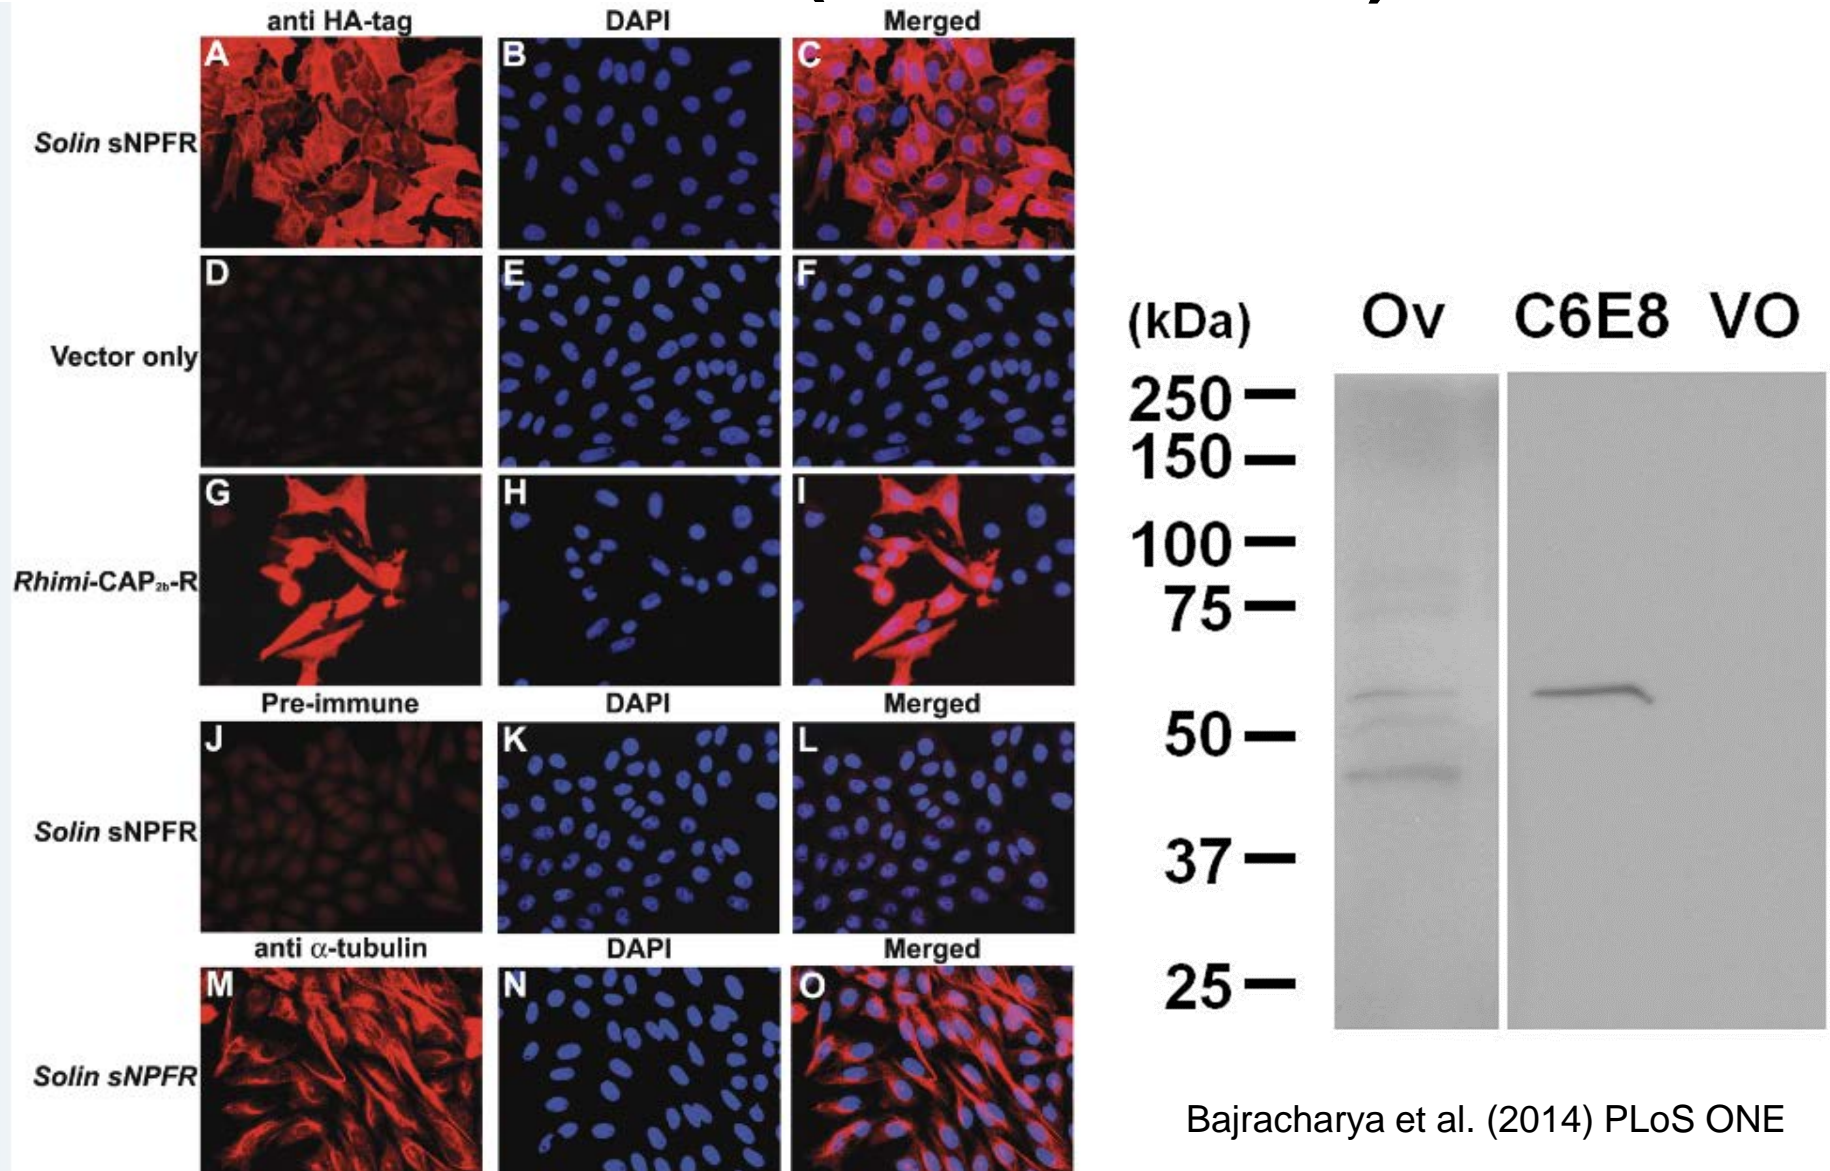 anti HA-tag DAPI Merged
A B C
Solin sNPFR
D E F
Vector only
G H I
Rhimi-CAP2b-R
Pre-immune DAPI Merged
J K L
Solin sNPFR
anti α-tubulin DAPI Merged
M N O
Solin sNPFR
(kDa) Ov C6E8 VO
250
150
100
75
50
37
25
Bajracharya et al. (2014) PLoS ONE